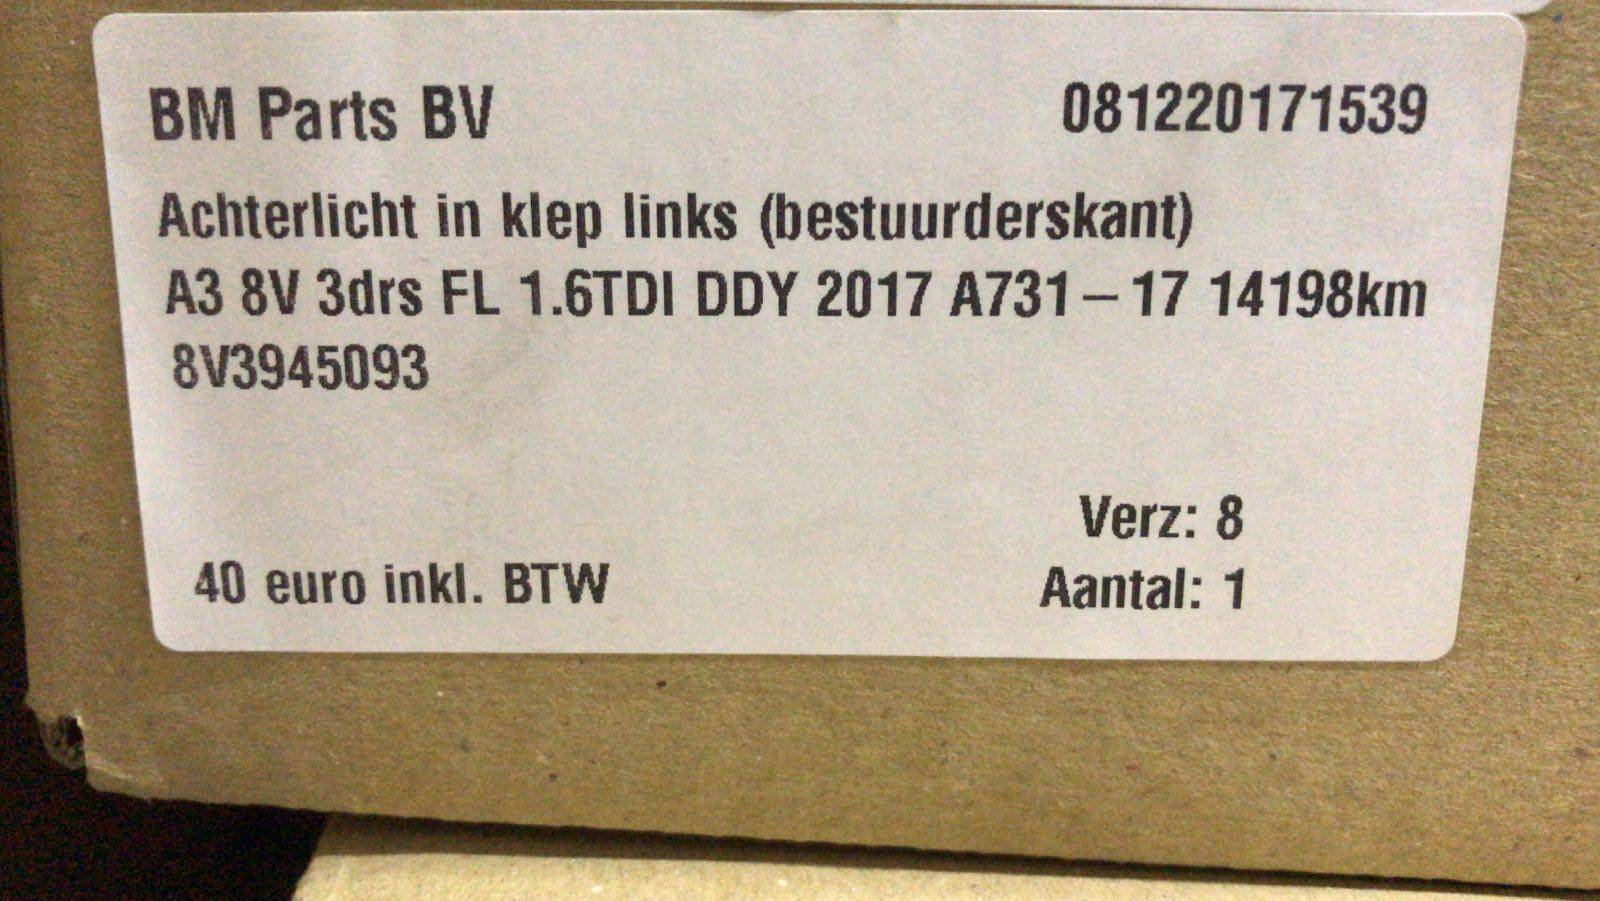 BM Parts BV 081220171539
Achterlicht in klep links (bestuurderskant)
A3 8V 3drs FL 1.6TDI DDY 2017 A731 – 17 14198km
8V3945093
Verz: 8
40 euro inkl. BTW Aantal: 1